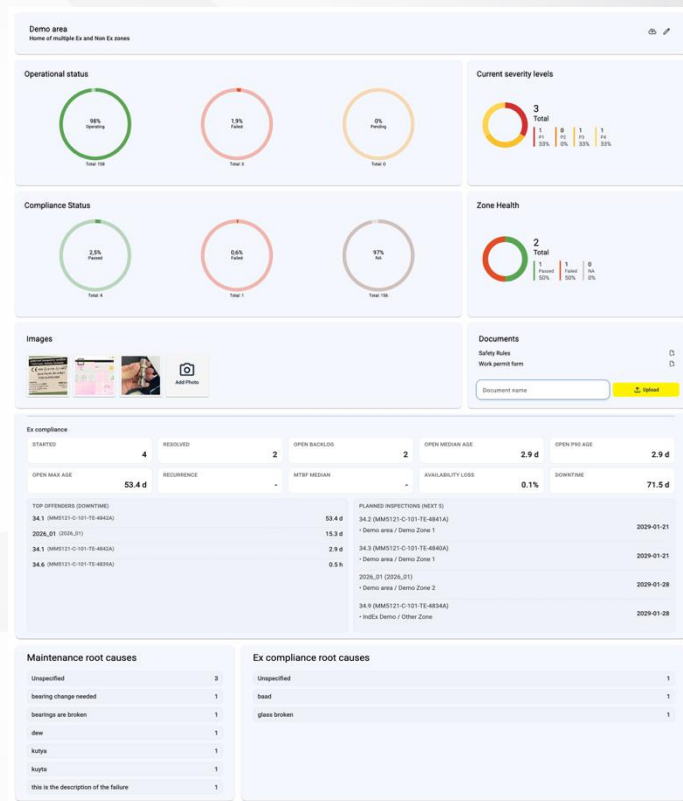 Demo area
Home of multiple Ex and Non Ex zones
Operational status
98%
Operating
Total 158
1,9%
Failed
Total 3
0%
Pending
Total 0
Current severity levels
3
Total
1 0 1 1
P1 P2 P3 P4
33% 0% 33% 33%
Compliance Status
2,5%
Passed
Total 4
0,6%
Failed
Total 1
97%
NA
Total 156
Zone Health
2
Total
1 1 0
Passed Failed NA
50% 50% 0%
Images
Add Photo
Documents
Safety Rules
Work permit form
Document name
Upload
Ex compliance
STARTED RESOLVED OPEN BACKLOG OPEN MEDIAN AGE OPEN P90 AGE
4 2 2 2.9 d 2.9 d
OPEN MAX AGE RECURRENCE MTBF MEDIAN AVAILABILITY LOSS DOWNTIME
53.4 d - - 0.1% 71.5 d
TOP OFFENDERS (DOWNTIME)
34.1 (MM5121-C-101-TE-4842A) 53.4 d
2026_01 (2026_01) 15.3 d
34.1 (MM5121-C-101-TE-4842A) 2.9 d
34.6 (MM5121-C-101-TE-4839A) 0.5 h
PLANNED INSPECTIONS (NEXT 5)
34.2 (MM5121-C-101-TE-4841A)
• Demo area / Demo Zone 1 2029-01-21
34.3 (MM5121-C-101-TE-4840A)
• Demo area / Demo Zone 1 2029-01-21
2026_01 (2026_01)
• Demo area / Demo Zone 2 2029-01-28
34.9 (MM5121-C-101-TE-4834A)
• IndEx Demo / Other Zone 2029-01-28
Maintenance root causes
Unspecified 3
bearing change needed 1
bearings are broken 1
dew 1
kutya 1
kuyta 1
this is the description of the failure 1
Ex compliance root causes
Unspecified 1
baad 1
glass broken 1